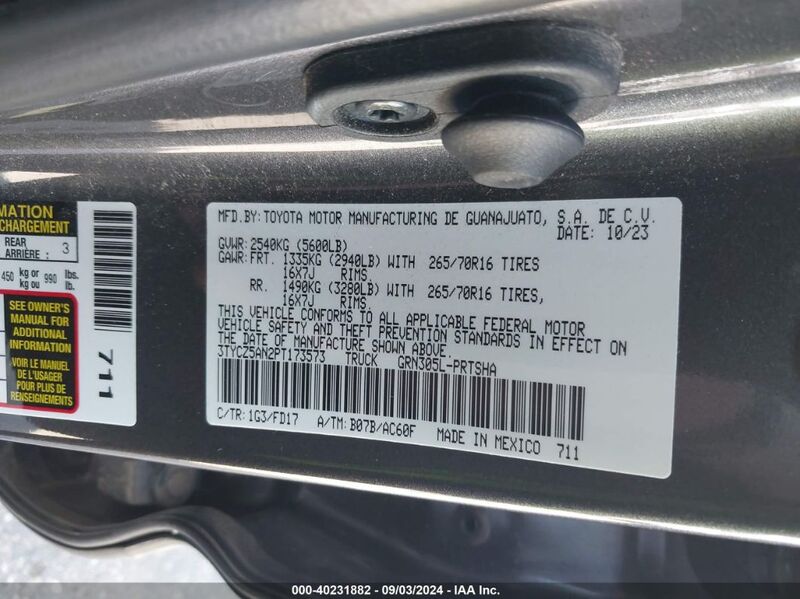 MATION
CHARGEMENT
REAR
ARRIÈRE : 3
450 kg or kg ou 990 lbs. lb.
SEE OWNER'S
MANUAL FOR
ADDITIONAL
INFORMATION
VOIR LE MANUEL
DE L'USAGER
POUR PLUS DE
RENSEIGNEMENTS
711
MFD.BY:TOYOTA MOTOR MANUFACTURING DE GUANAJUATO, S.A. DE C.V.
DATE: 10/23
GVWR:2540KG (5600LB)
GAWR:FRT. 1335KG (2940LB) WITH 265/70R16 TIRES
16X7J RIMS,
RR. 1490KG (3280LB) WITH 265/70R16 TIRES,
16X7J RIMS,
THIS VEHICLE CONFORMS TO ALL APPLICABLE FEDERAL MOTOR
VEHICLE SAFETY AND THEFT PREVENTION STANDARDS IN EFFECT ON
THE DATE OF MANUFACTURE SHOWN ABOVE.
3TYCZ5AN2PT173573 TRUCK GRN305L-PRTSHA
C/TR:1G3/FD17 A/TM:B07B/AC60F MADE IN MEXICO 711
000-40231882 - 09/03/2024 - IAA Inc.